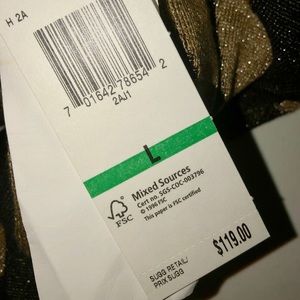 H 2A
7 01642 78654 2
2AJ1
L
FSC
Mixed Sources
Cert no. SGS-COC-003796
© 1996 FSC
This paper is FSC certified
SUGG RETAIL/
PRIX SUGG
$119.00